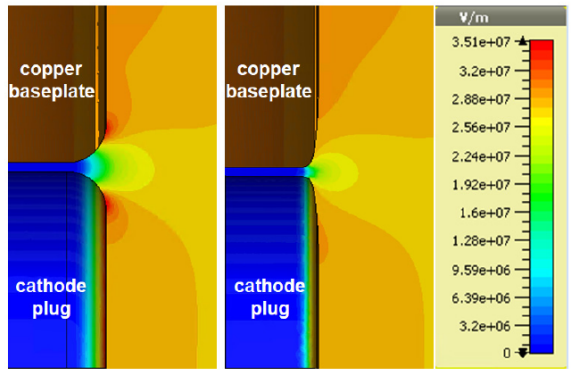 copper
baseplate
cathode
plug
copper
baseplate
cathode
plug
V/m
3.51e+07
3.2e+07
2.88e+07
2.56e+07
2.24e+07
1.92e+07
1.6e+07
1.28e+07
9.59e+06
6.39e+06
3.2e+06
0